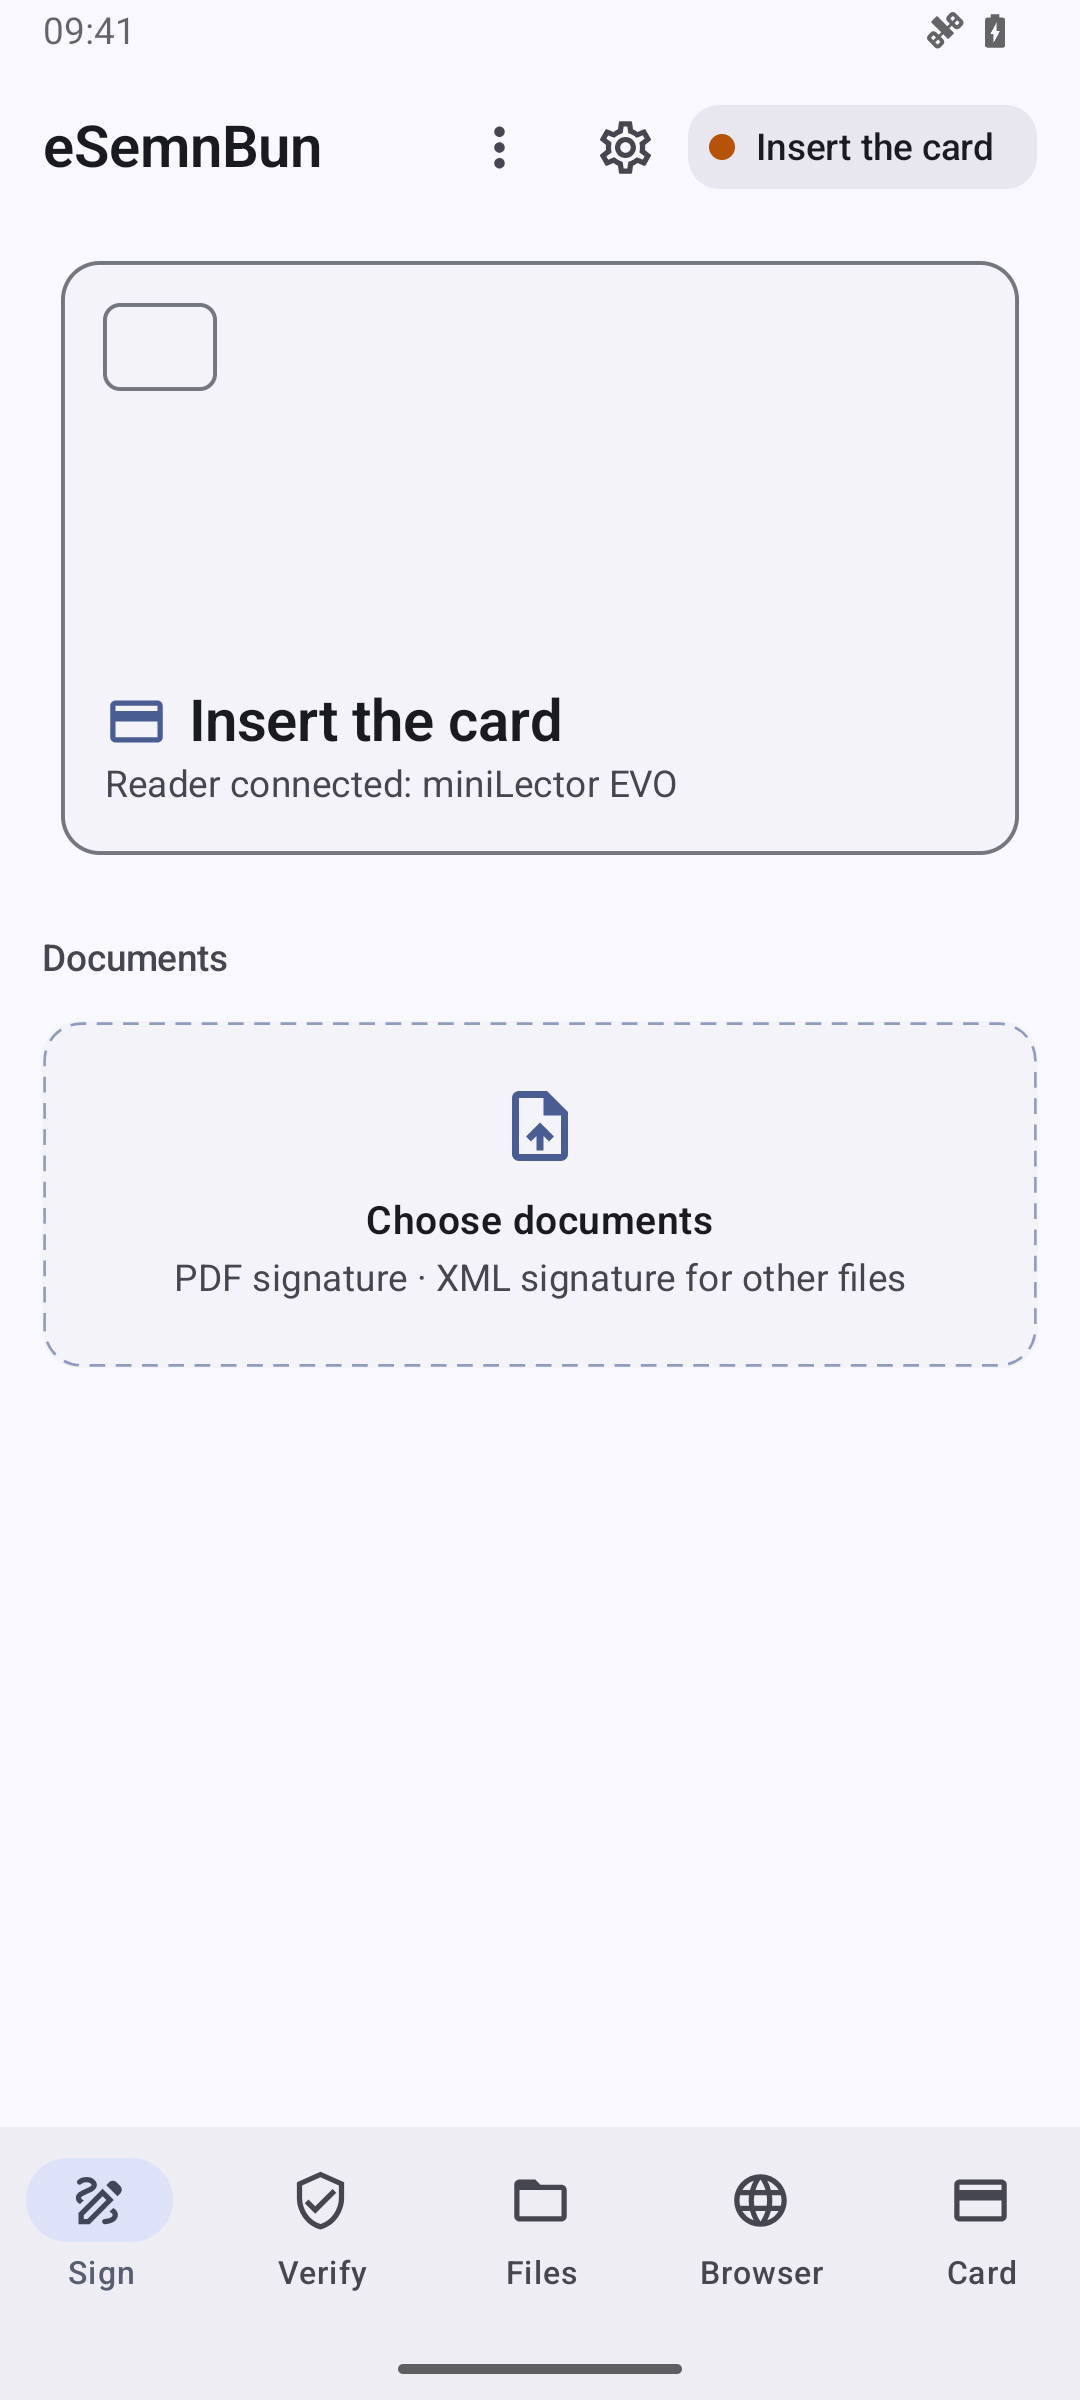 09:41
eSemnBun
Insert the card
Insert the card
Reader connected: miniLector EVO
Documents
Choose documents
PDF signature · XML signature for other files
Sign
Verify
Files
Browser
Card